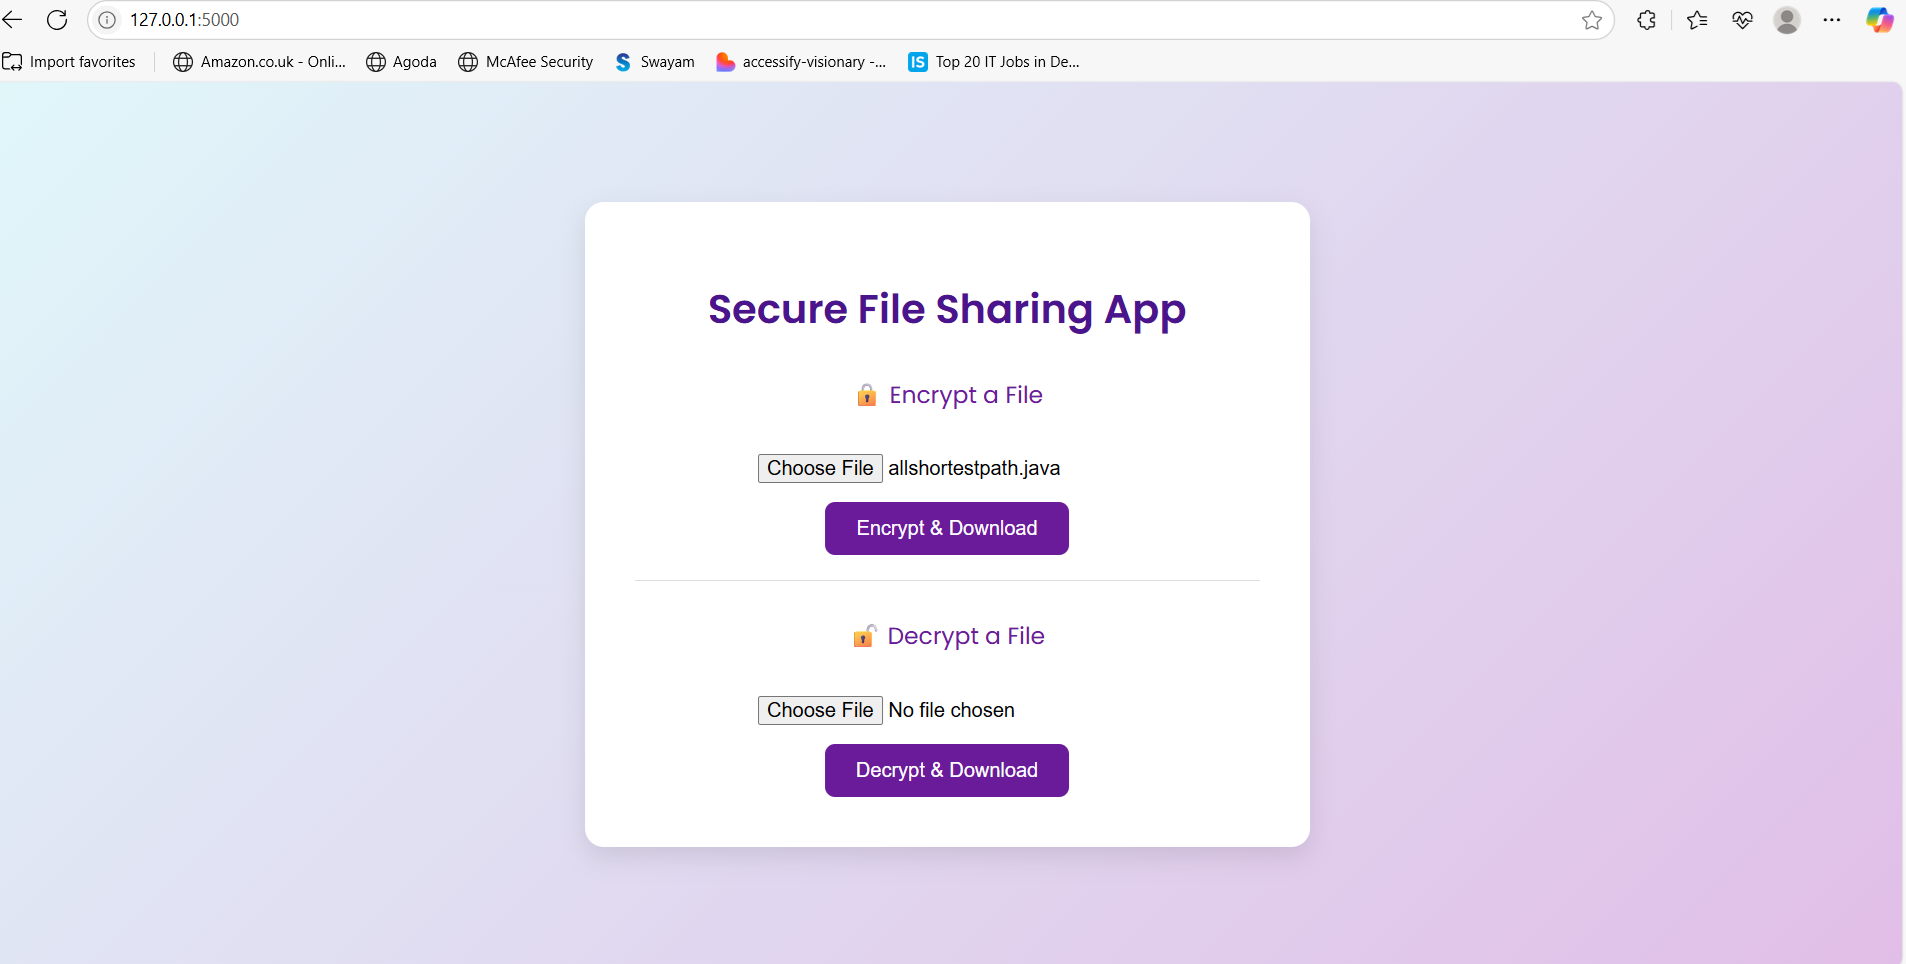 127.0.0.1:5000
Import favorites Amazon.co.uk - Onli... Agoda McAfee Security S Swayam accessify-visionary -... IS Top 20 IT Jobs in De...
Secure File Sharing App
🔒 Encrypt a File
Choose File allshortestpath.java
Encrypt & Download
🔓 Decrypt a File
Choose File No file chosen
Decrypt & Download